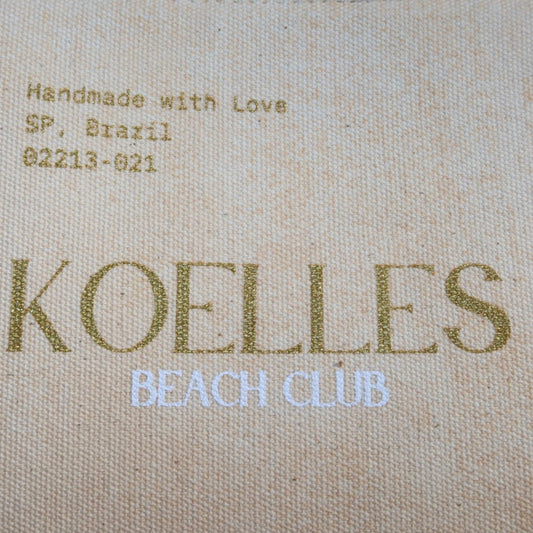 Handmade with Love
SP, Brazil
02213-021
KOELLES
BEACH CLUB